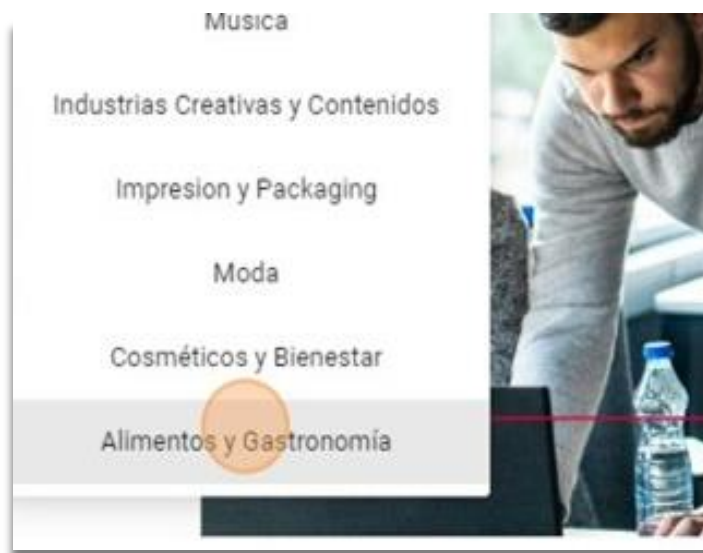 Musica
Industrias Creativas y Contenidos
Impresion y Packaging
Moda
Cosméticos y Bienestar
Alimentos y Gastronomía